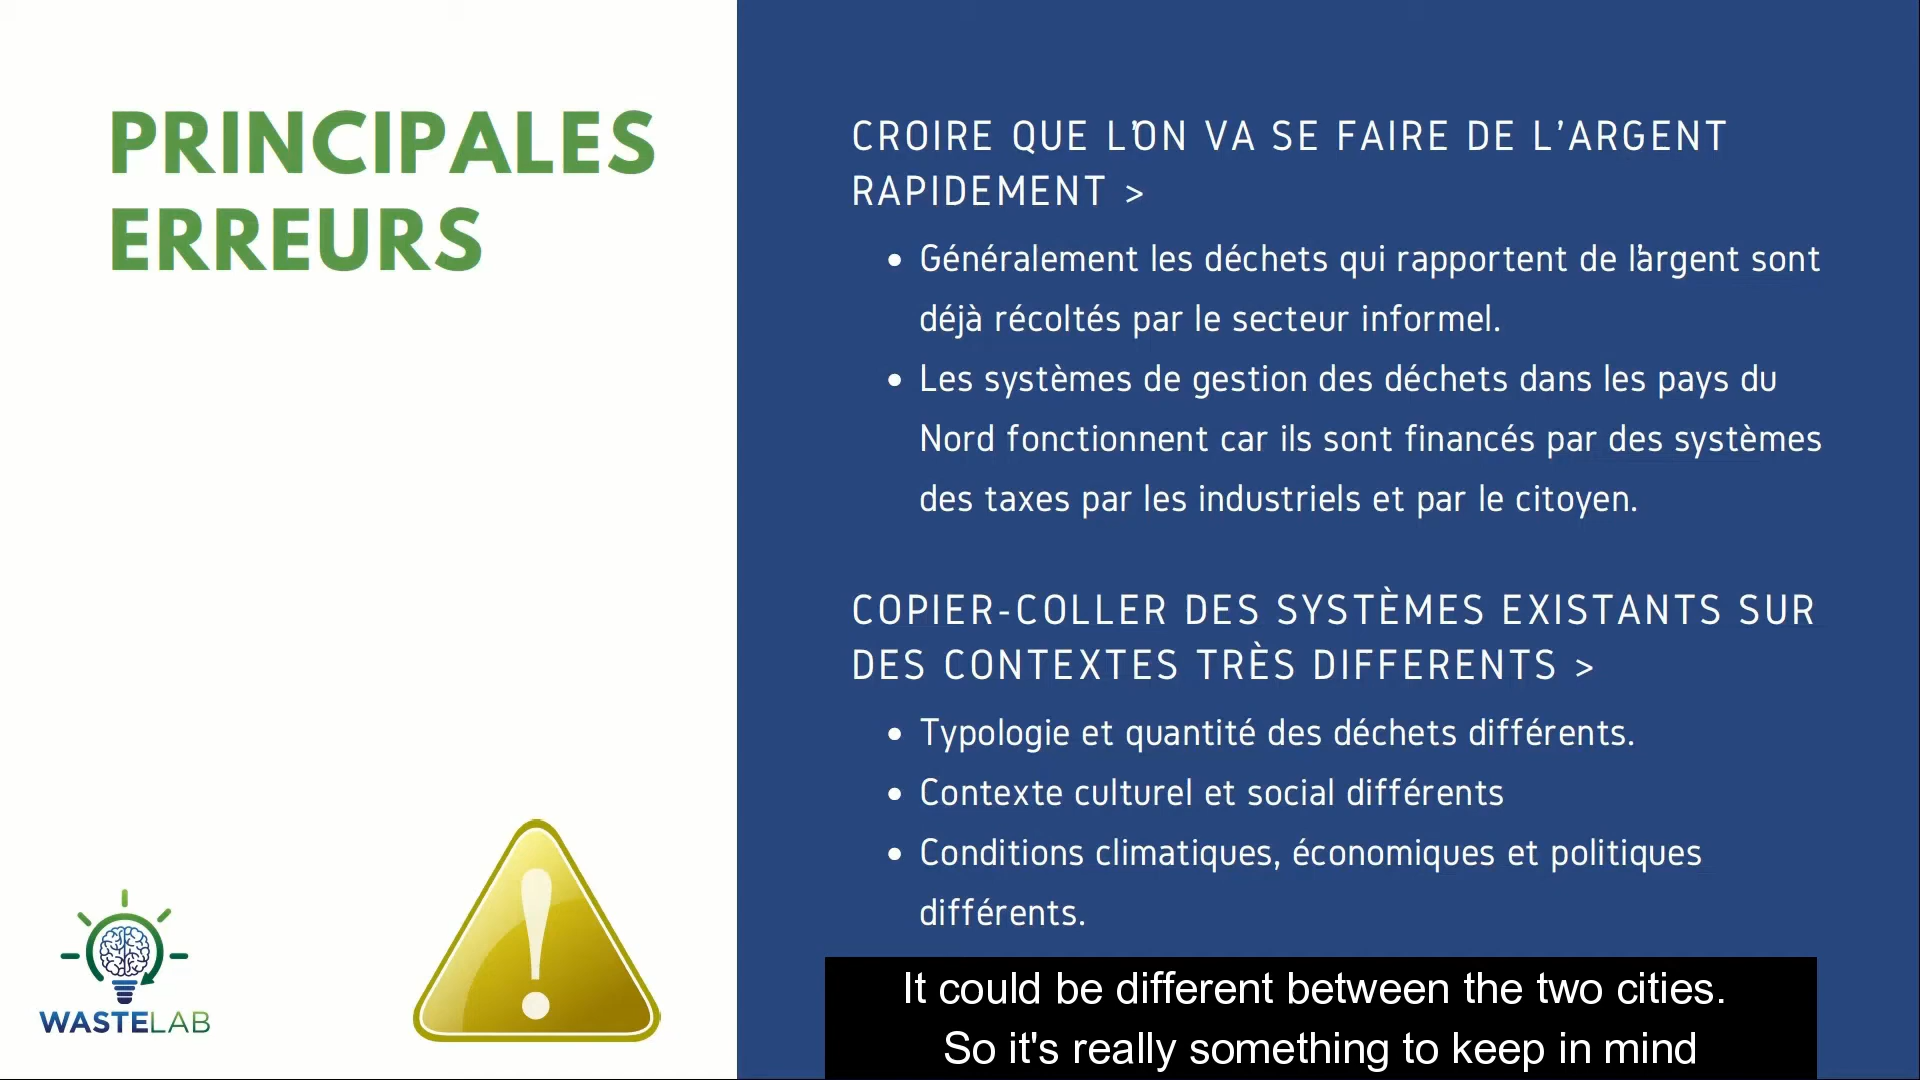 PRINCIPALES
ERREURS
CROIRE QUE L'ON VA SE FAIRE DE L'ARGENT
RAPIDEMENT >
• Généralement les déchets qui rapportent de l'argent sont
déjà récoltés par le secteur informel.
• Les systèmes de gestion des déchets dans les pays du
Nord fonctionnent car ils sont financés par des systèmes
des taxes par les industriels et par le citoyen.
COPIER-COLLER DES SYSTÈMES EXISTANTS SUR
DES CONTEXTES TRÈS DIFFERENTS >
• Typologie et quantité des déchets différents.
• Contexte culturel et social différents
• Conditions climatiques, économiques et politiques
différents.
WASTELAB
It could be different between the two cities.
So it's really something to keep in mind